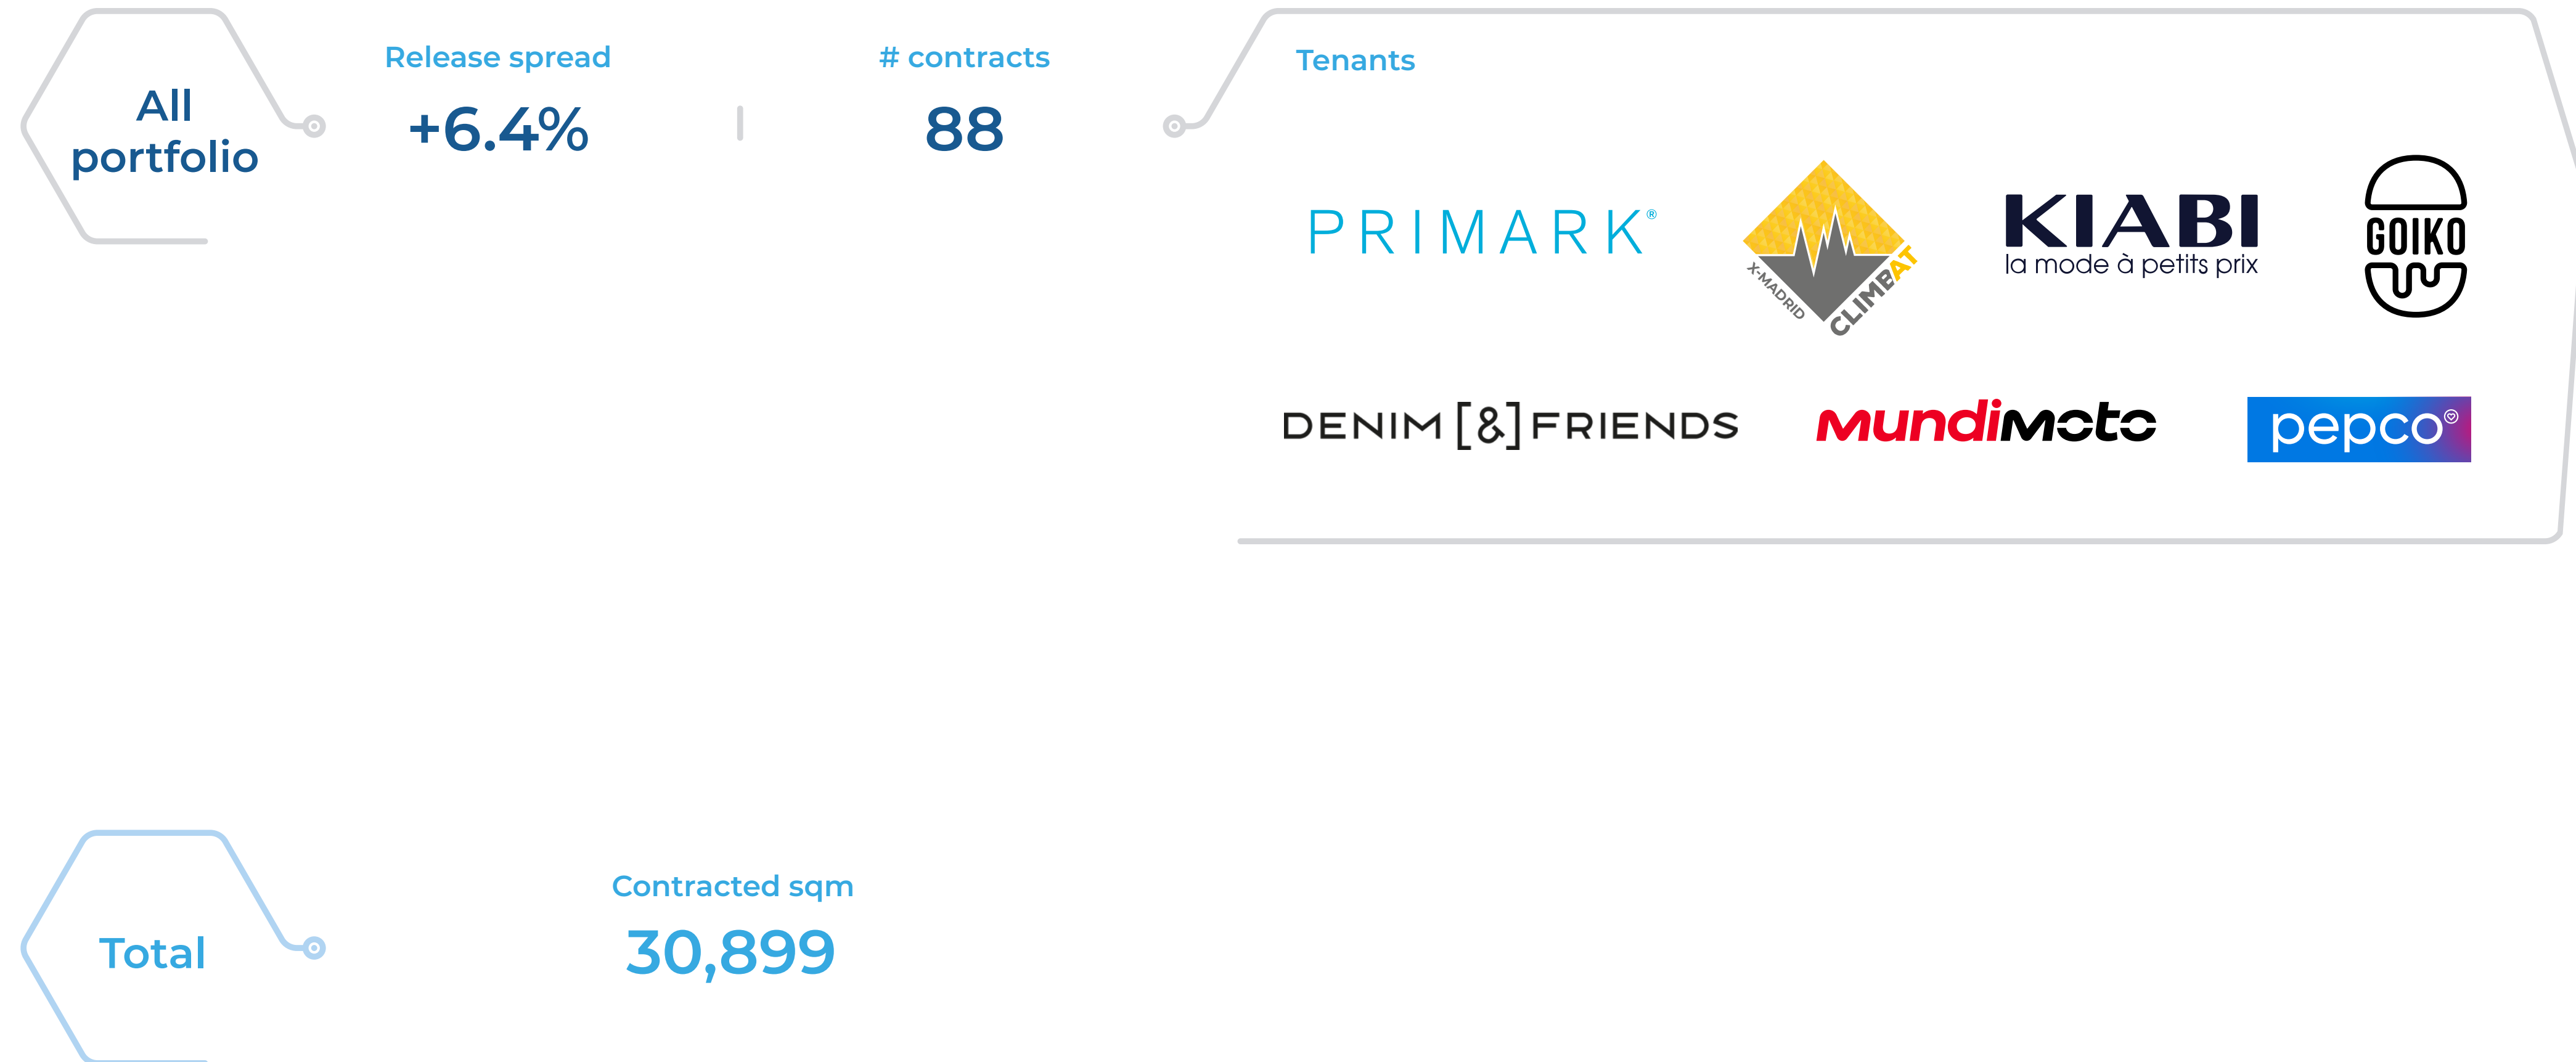 All
portfolio
Release spread
+6.4%
# contracts
88
Tenants
PRIMARK®
X-MADRID
CLIMBAT
KIABI
la mode à petits prix
GOIKO
DENIM [&] FRIENDS
MundiMoto
pepco
Total
Contracted sqm
30,899